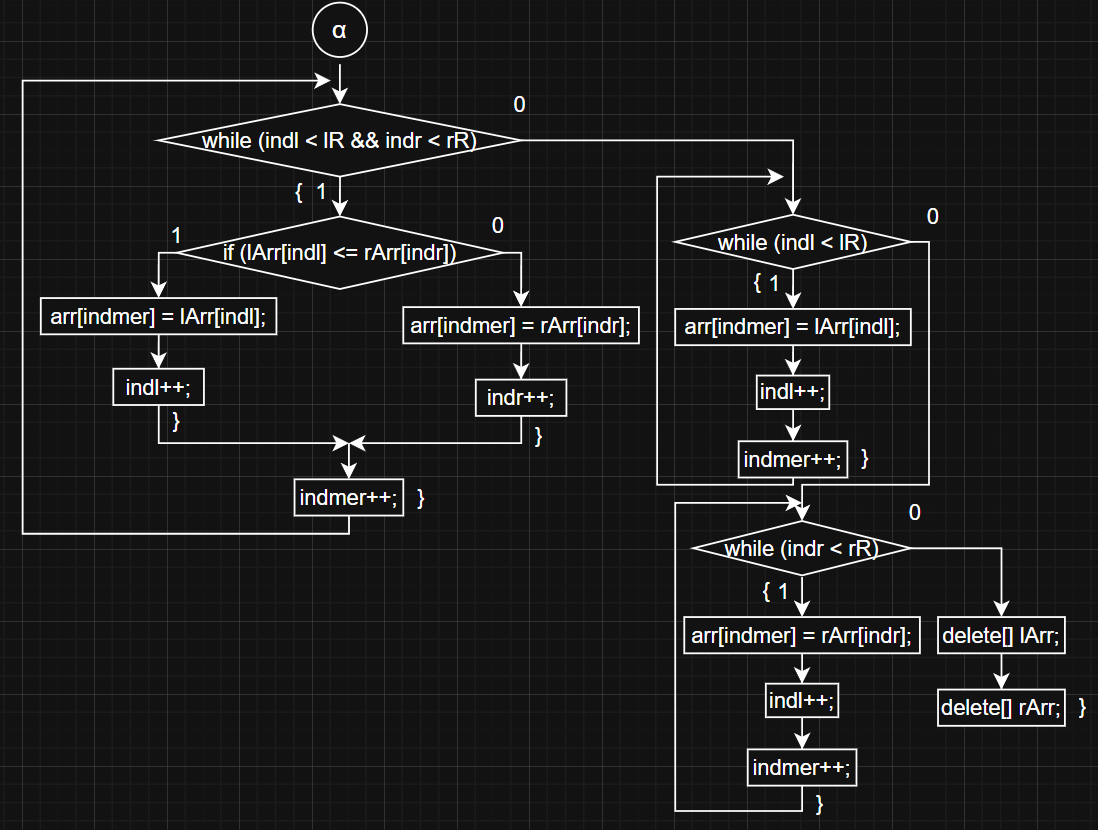 α
0
while (indl < lR && indr < rR)
{ 1
1
0
if (lArr[indl] <= rArr[indr])
arr[indmer] = lArr[indl];
arr[indmer] = rArr[indr];
indl++;
}
indr++;
}
indmer++;
}
0
while (indl < lR)
{ 1
arr[indmer] = lArr[indl];
indl++;
indmer++;
}
0
while (indr < rR)
{ 1
arr[indmer] = rArr[indr];
indl++;
indmer++;
}
delete[] lArr;
delete[] rArr;
}